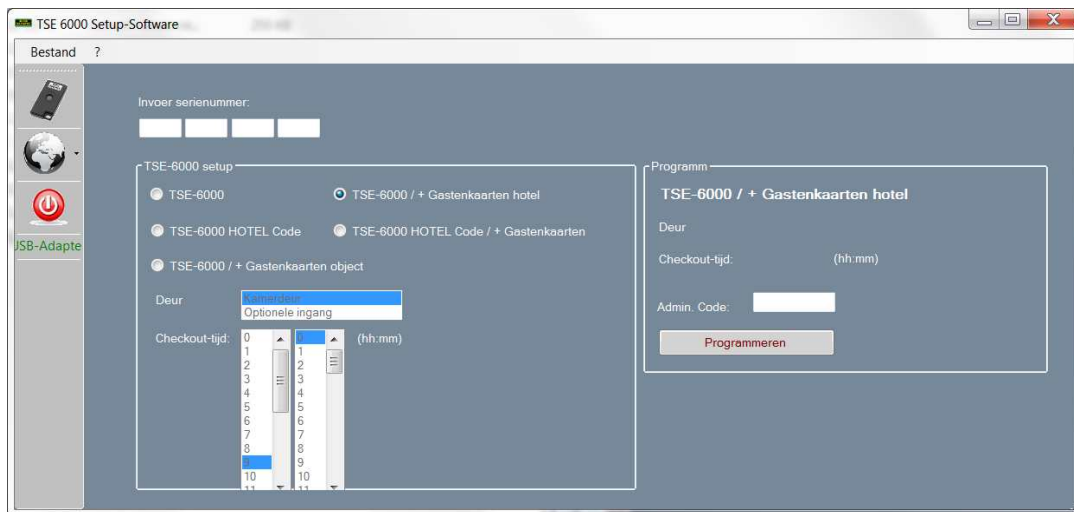 TSE 6000 Setup-Software
Bestand ?
JSB-Adapte
Invoer serienummer:
TSE-6000 setup
TSE-6000
TSE-6000 / + Gastenkaarten hotel
TSE-6000 HOTEL Code
TSE-6000 HOTEL Code / + Gastenkaarten
TSE-6000 / + Gastenkaarten object
Deur
Kamerdeur
Optionele ingang
Checkout-tijd:
0 0 (hh:mm)
1 1
2 2
3 3
4 4
5 5
6 6
7 7
8 8
9 9
10 10
11 11
Programm
TSE-6000 / + Gastenkaarten hotel
Deur
Checkout-tijd: (hh:mm)
Admin. Code:
Programmeren